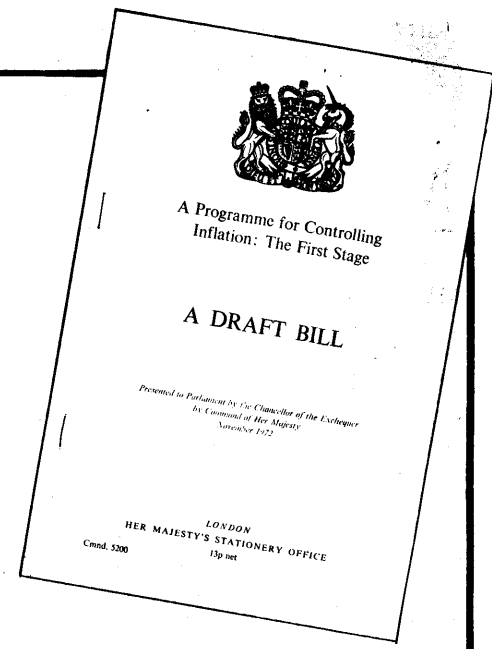 A Programme for Controlling
Inflation: The First Stage
A DRAFT BILL
Presented to Parliament by the Chancellor of the Exchequer
by Command of Her Majesty
November 1972
LONDON
HER MAJESTY'S STATIONERY OFFICE
Cmnd. 5200
13p net